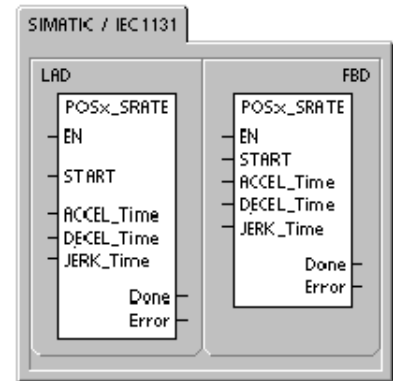 SIMATIC / IEC1131
LAD
FBD
POSx_SRATE
EN
START
ACCEL_Time
DECEL_Time
JERK_Time
Done
Error
POSx_SRATE
EN
START
ACCEL_Time
DECEL_Time
JERK_Time
Done
Error